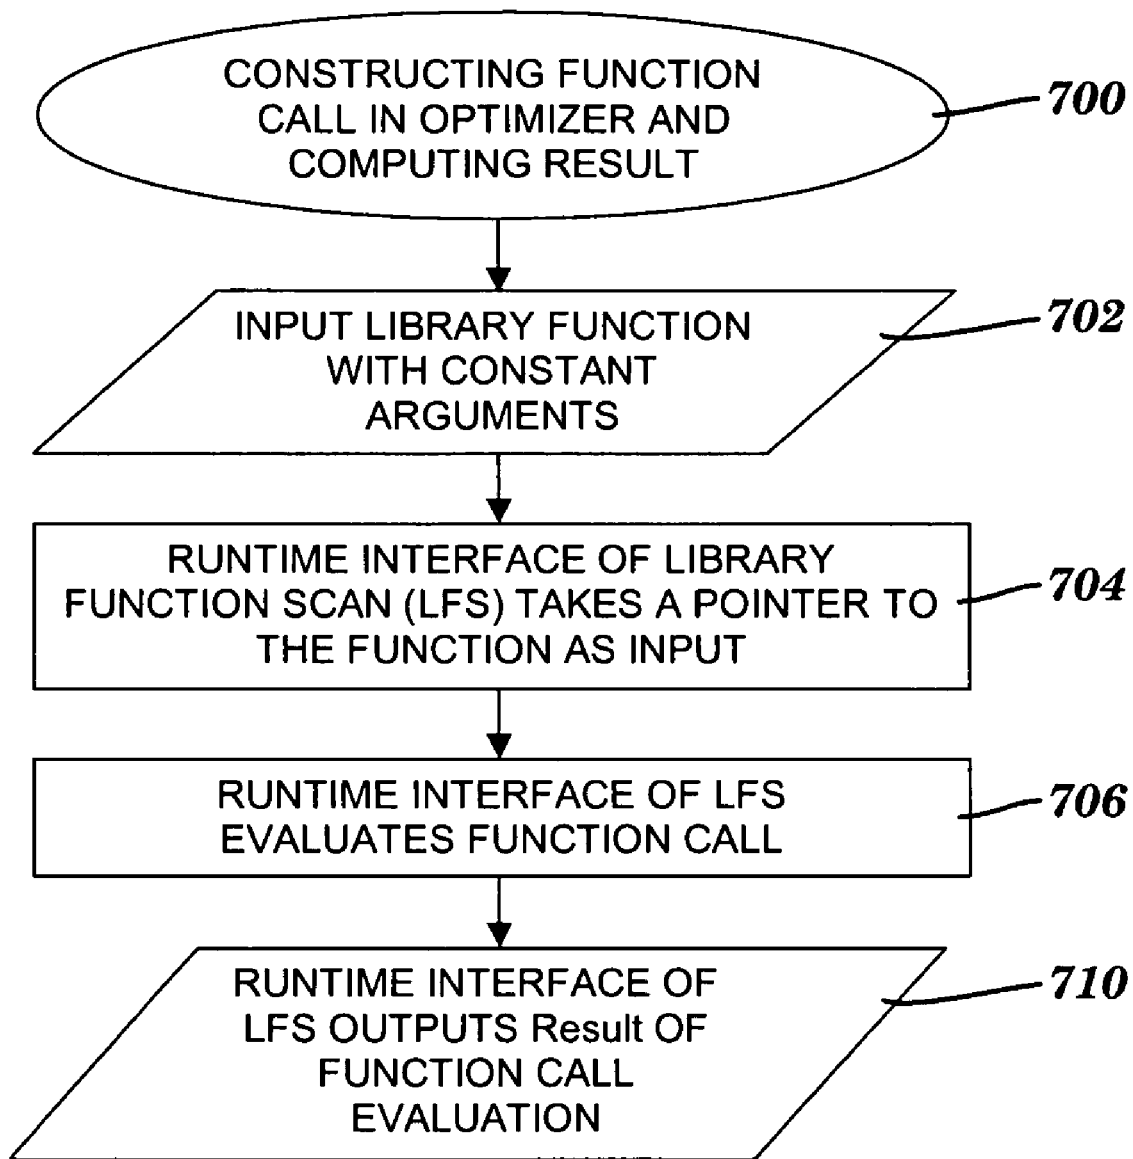 CONSTRUCTING FUNCTION
CALL IN OPTIMIZER AND
COMPUTING RESULT
700
INPUT LIBRARY FUNCTION
WITH CONSTANT
ARGUMENTS
702
RUNTIME INTERFACE OF LIBRARY
FUNCTION SCAN (LFS) TAKES A POINTER TO
THE FUNCTION AS INPUT
704
RUNTIME INTERFACE OF LFS
EVALUATES FUNCTION CALL
706
RUNTIME INTERFACE OF
LFS OUTPUTS Result OF
FUNCTION CALL
EVALUATION
710